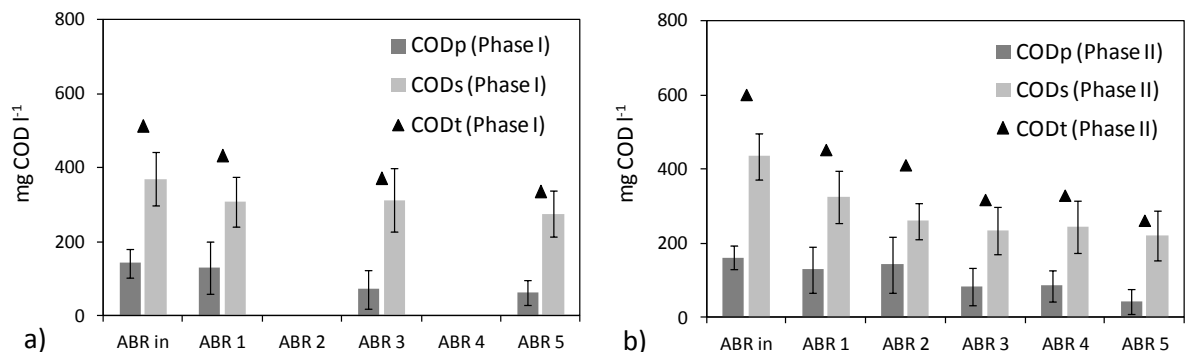 800
600
400
200
0
mg COD l-1
CODp (Phase I)
CODs (Phase I)
CODt (Phase I)
ABR in ABR 1 ABR 2 ABR 3 ABR 4 ABR 5
a)
800
600
400
200
0
mg COD l-1
CODp (Phase II)
CODs (Phase II)
CODt (Phase II)
ABR in ABR 1 ABR 2 ABR 3 ABR 4 ABR 5
b)